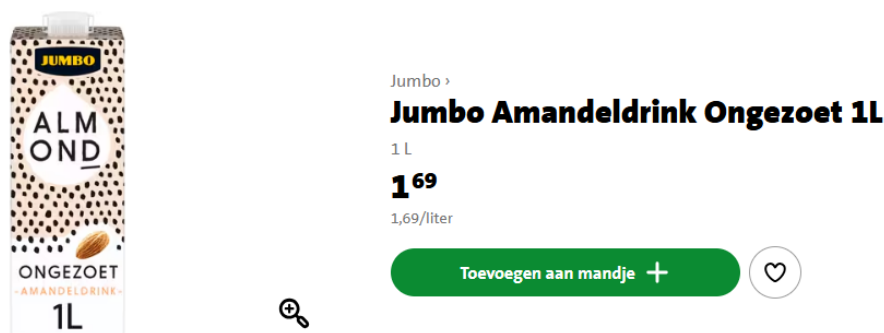 JUMBO
ALM
OND
ONGEZOET
-AMANDELDRINK-
1L
Jumbo ›
Jumbo Amandeldrink Ongezoet 1L
1 L
1 69
1,69/liter
Toevoegen aan mandje +